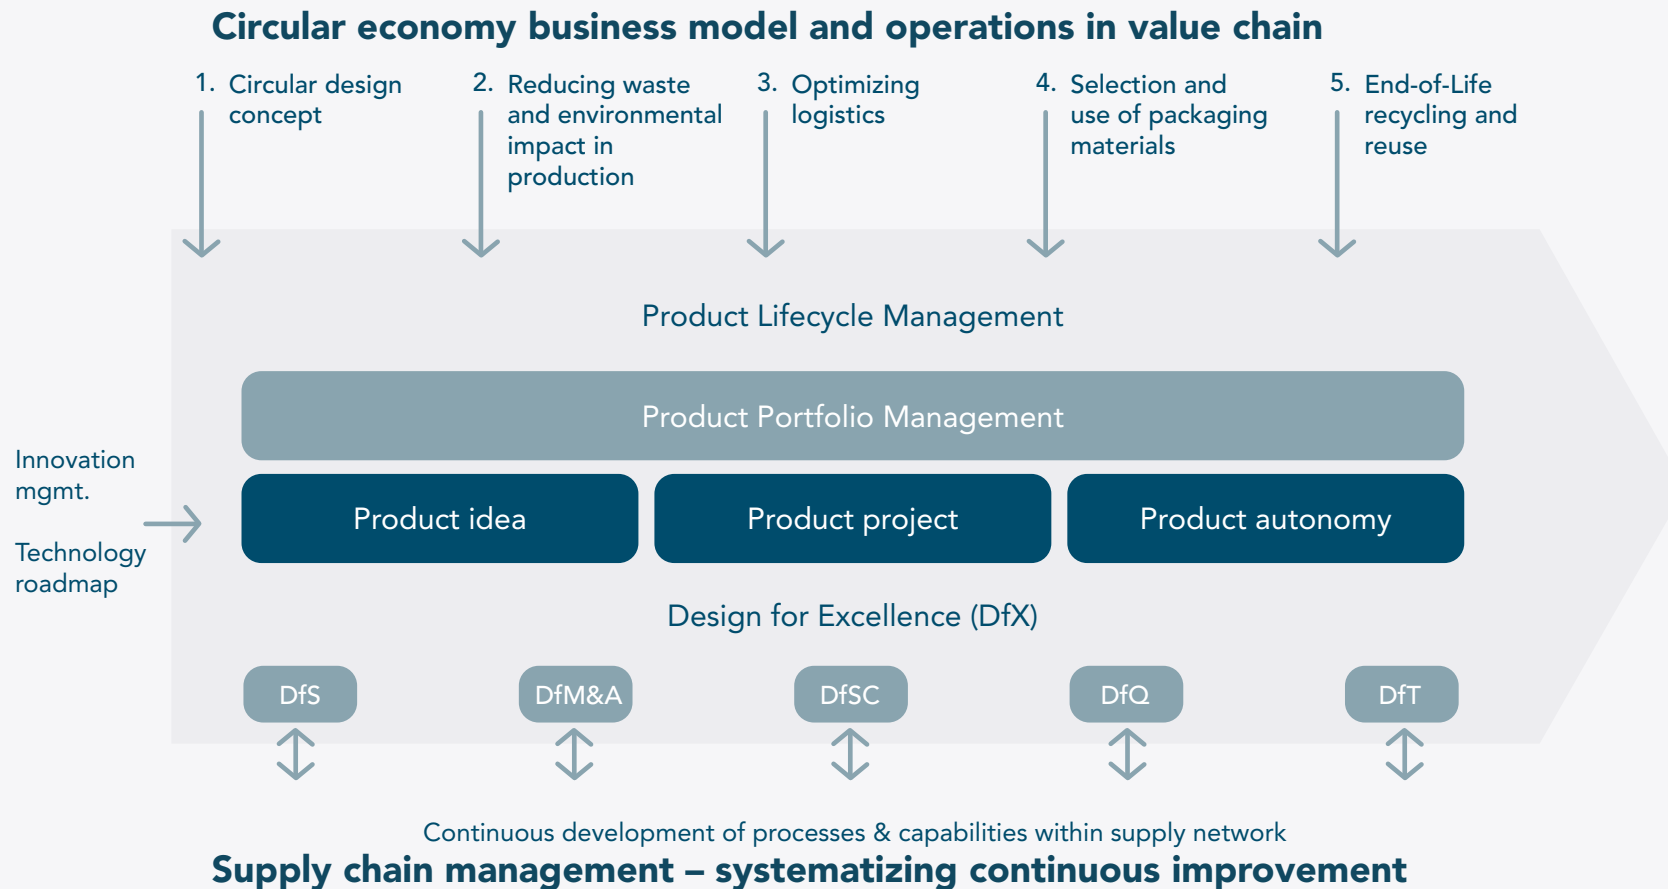 Circular economy business model and operations in value chain
1. Circular design
concept
2. Reducing waste
and environmental
impact in
production
3. Optimizing
logistics
4. Selection and
use of packaging
materials
5. End-of-Life
recycling and
reuse
Product Lifecycle Management
Product Portfolio Management
Innovation
mgmt.
Technology
roadmap
Product idea
Product project
Product autonomy
Design for Excellence (DfX)
DfS
DfM&A
DfSC
DfQ
DfT
Continuous development of processes & capabilities within supply network
Supply chain management – systematizing continuous improvement